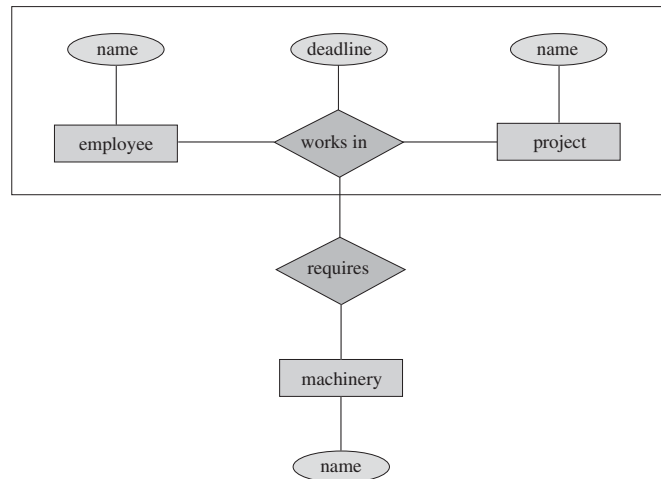 name deadline name
employee works in project
requires
machinery
name